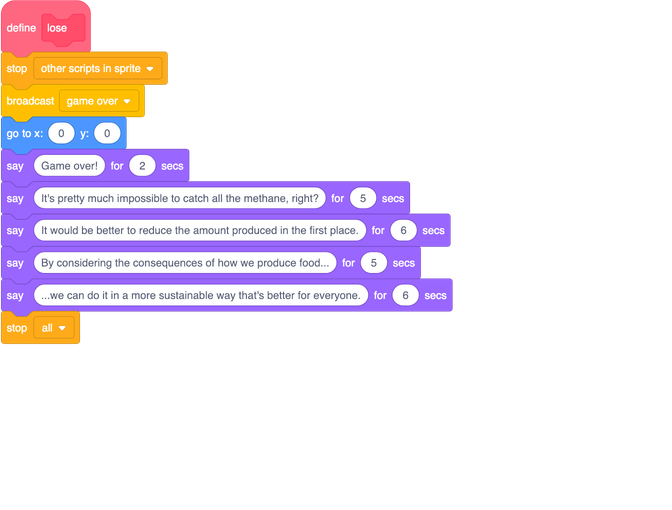 define lose
stop other scripts in sprite
broadcast game over
go to x: 0 y: 0
say Game over! for 2 secs
say It's pretty much impossible to catch all the methane, right? for 5 secs
say It would be better to reduce the amount produced in the first place. for 6 secs
say By considering the consequences of how we produce food... for 5 secs
say ...we can do it in a more sustainable way that's better for everyone. for 6 secs
stop all